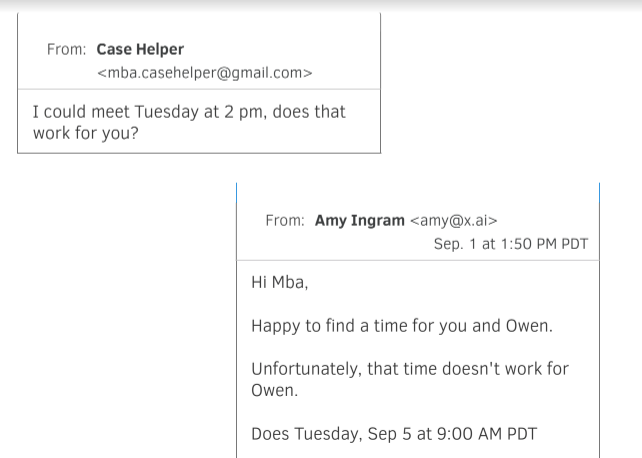 From: Case Helper
<mba.casehelper@gmail.com>
I could meet Tuesday at 2 pm, does that
work for you?
From: Amy Ingram <amy@x.ai>
Sep. 1 at 1:50 PM PDT
Hi Mba,
Happy to find a time for you and Owen.
Unfortunately, that time doesn't work for
Owen.
Does Tuesday, Sep 5 at 9:00 AM PDT